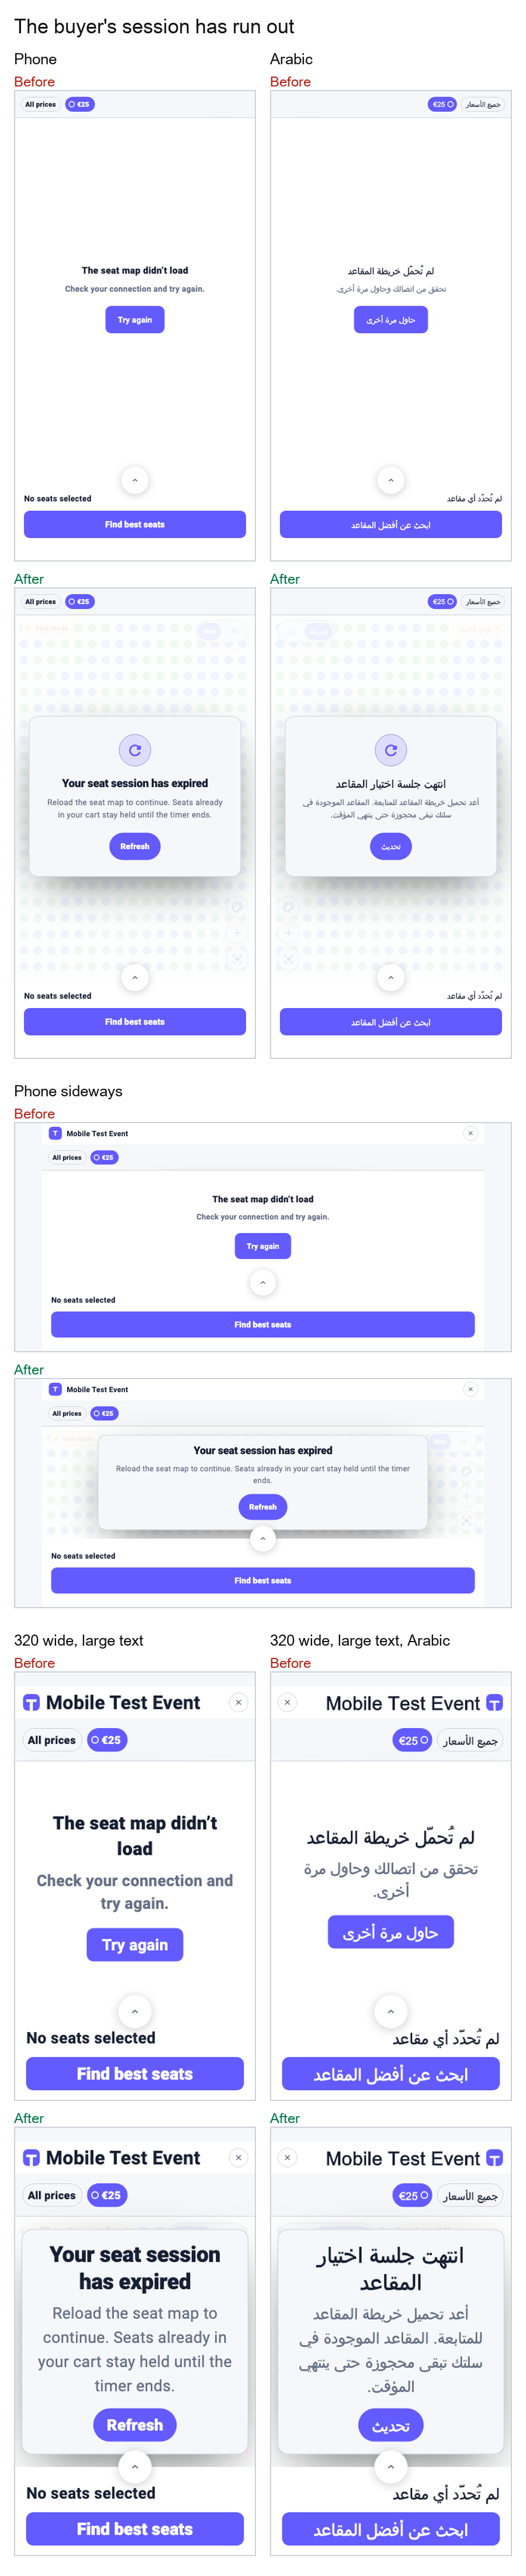 The buyer's session has run out
Phone
Before
All prices
€25
The seat map didn't load
Check your connection and try again.
Try again
No seats selected
Find best seats
Arabic
Before
€25
جميع الأسعار
لم تُحمّل خريطة المقاعد
تحقق من اتصالك وحاول مرة أخرى.
حاول مرة أخرى
لم تُحدّد أي مقاعد
ابحث عن أفضل المقاعد
After
All prices
€25
Test mode
Your seat session has expired
Reload the seat map to continue. Seats already
in your cart stay held until the timer ends.
Refresh
No seats selected
Find best seats
After
€25
جميع الأسعار
انتهت جلسة اختيار المقاعد
أعد تحميل خريطة المقاعد للمتابعة. المقاعد الموجودة في
سلتك تبقى محجوزة حتى ينتهي المؤقت.
تحديث
لم تُحدّد أي مقاعد
ابحث عن أفضل المقاعد
Phone sideways
Before
T Mobile Test Event
All prices
€25
The seat map didn't load
Check your connection and try again.
Try again
No seats selected
Find best seats
After
T Mobile Test Event
All prices
€25
Your seat session has expired
Reload the seat map to continue. Seats already in your cart stay held until the timer
ends.
Refresh
No seats selected
Find best seats
320 wide, large text
Before
T Mobile Test Event
All prices
€25
The seat map didn't
load
Check your connection and
try again.
Try again
No seats selected
Find best seats
320 wide, large text, Arabic
Before
Mobile Test Event T
€25
جميع الأسعار
لم تُحمّل خريطة المقاعد
تحقق من اتصالك وحاول مرة
أخرى.
حاول مرة أخرى
لم تُحدّد أي مقاعد
ابحث عن أفضل المقاعد
After
T Mobile Test Event
All prices
€25
Your seat session
has expired
Reload the seat map to
continue. Seats already in
your cart stay held until the
timer ends.
Refresh
No seats selected
Find best seats
After
Mobile Test Event T
€25
جميع الأسعار
انتهت جلسة اختيار
المقاعد
أعد تحميل خريطة المقاعد
للمتابعة. المقاعد الموجودة في
سلتك تبقى محجوزة حتى ينتهي
المؤقت.
تحديث
لم تُحدّد أي مقاعد
ابحث عن أفضل المقاعد